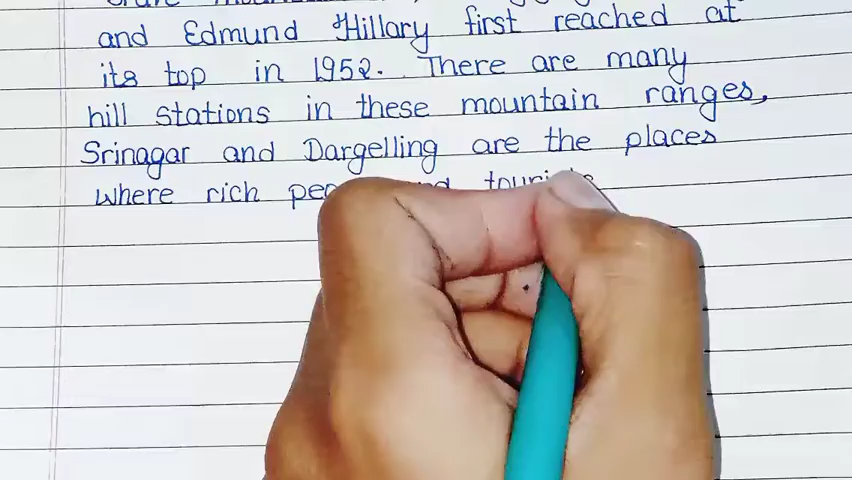 and Edmund Hillary first reached at
its top in 1952. There are many
hill stations in these mountain ranges,
Srinagar and Dargelling are the places
where rich